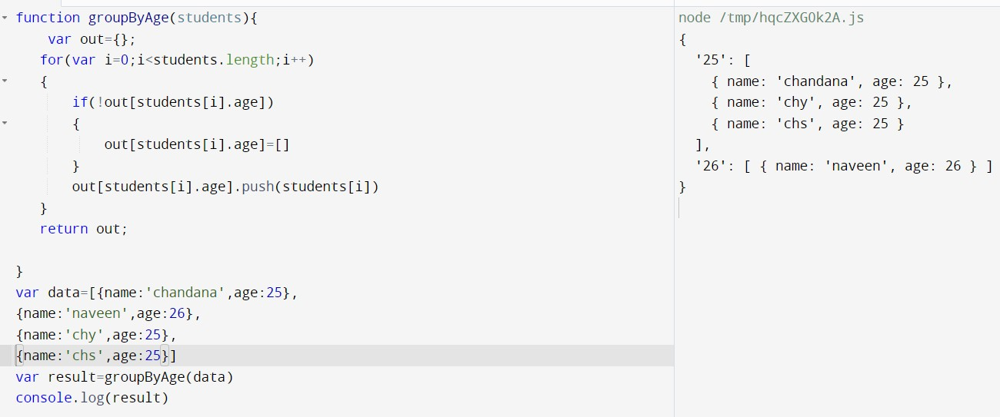 function groupByAge(students){
var out={};
for(var i=0;i<students.length;i++)
{
if(!out[students[i].age])
{
out[students[i].age]=[]
}
out[students[i].age].push(students[i])
}
return out;
}
var data=[{name:'chandana',age:25},
{name:'naveen',age:26},
{name:'chy',age:25},
{name:'chs',age:25}]
var result=groupByAge(data)
console.log(result)
node /tmp/hqcZXG0k2A.js
{
'25': [
{ name: 'chandana', age: 25 },
{ name: 'chy', age: 25 },
{ name: 'chs', age: 25 }
],
'26': [ { name: 'naveen', age: 26 } ]
}